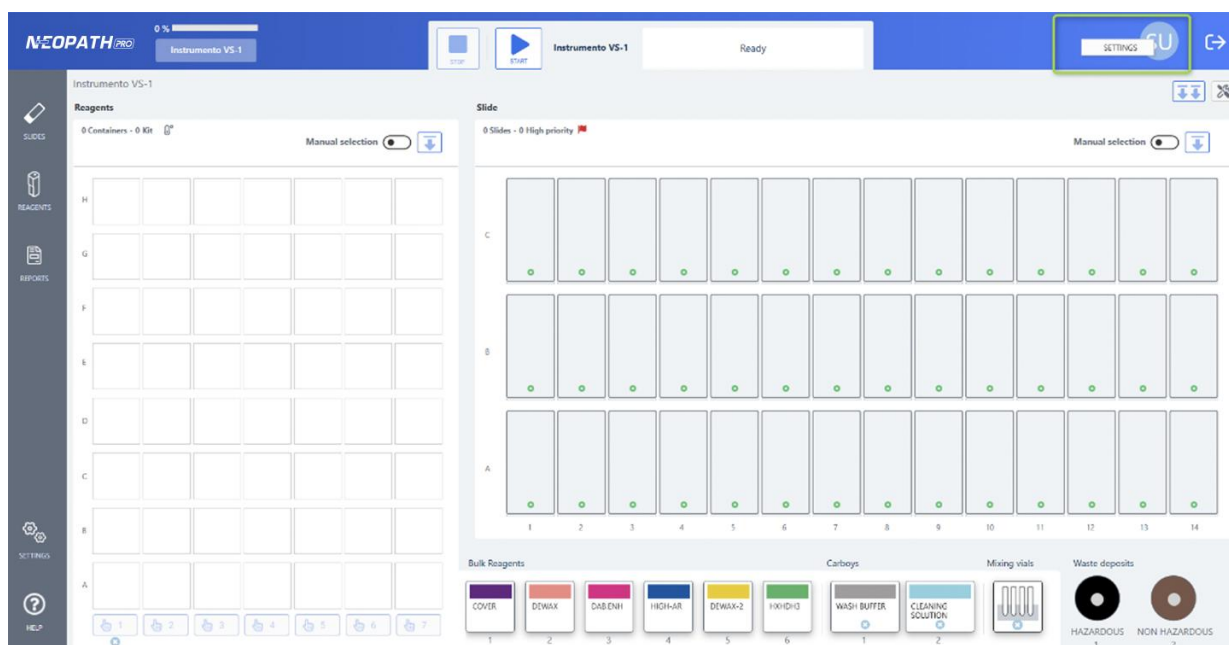 NEOPATH PRO
0 %
Instrumento VS-1
STOP
START
Instrumento VS-1
Ready
SETTINGS
SU
Instrumento VS-1
SLIDES
REAGENTS
REPORTS
SETTINGS
HELP
Reagents
0 Containers - 0 Kit
Manual selection
H
G
F
E
D
C
B
A
1 2 3 4 5 6 7
Slide
0 Slides - 0 High priority
Manual selection
C
B
A
1 2 3 4 5 6 7 8 9 10 11 12 13 14
Bulk Reagents
COVER DEWAX DAB.ENH HIGH-AR DEWAX-2 HXHDH3
1 2 3 4 5 6
Carboys
WASH BUFFER
CLEANING
SOLUTION
1 2
Mixing vials
Waste deposits
HAZARDOUS NON HAZARDOUS